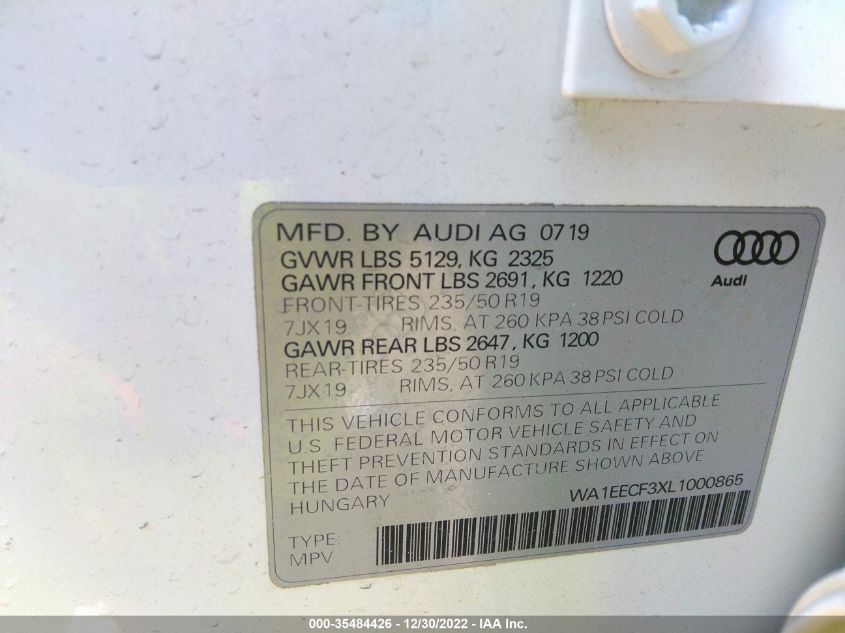 MFD. BY AUDI AG 07 19
GVWR LBS 5129, KG 2325
GAWR FRONT LBS 2691, KG 1220
FRONT-TIRES 235/50 R19
7JX19 RIMS, AT 260 KPA 38 PSI COLD
GAWR REAR LBS 2647, KG 1200
REAR-TIRES 235/50 R19
7JX19 RIMS, AT 260 KPA 38 PSI COLD
Audi
THIS VEHICLE CONFORMS TO ALL APPLICABLE
U.S. FEDERAL MOTOR VEHICLE SAFETY AND
THEFT PREVENTION STANDARDS IN EFFECT ON
THE DATE OF MANUFACTURE SHOWN ABOVE
HUNGARY
WA1EECF3XL1000865
TYPE:
MPV
000-35484426 - 12/30/2022 - IAA Inc.